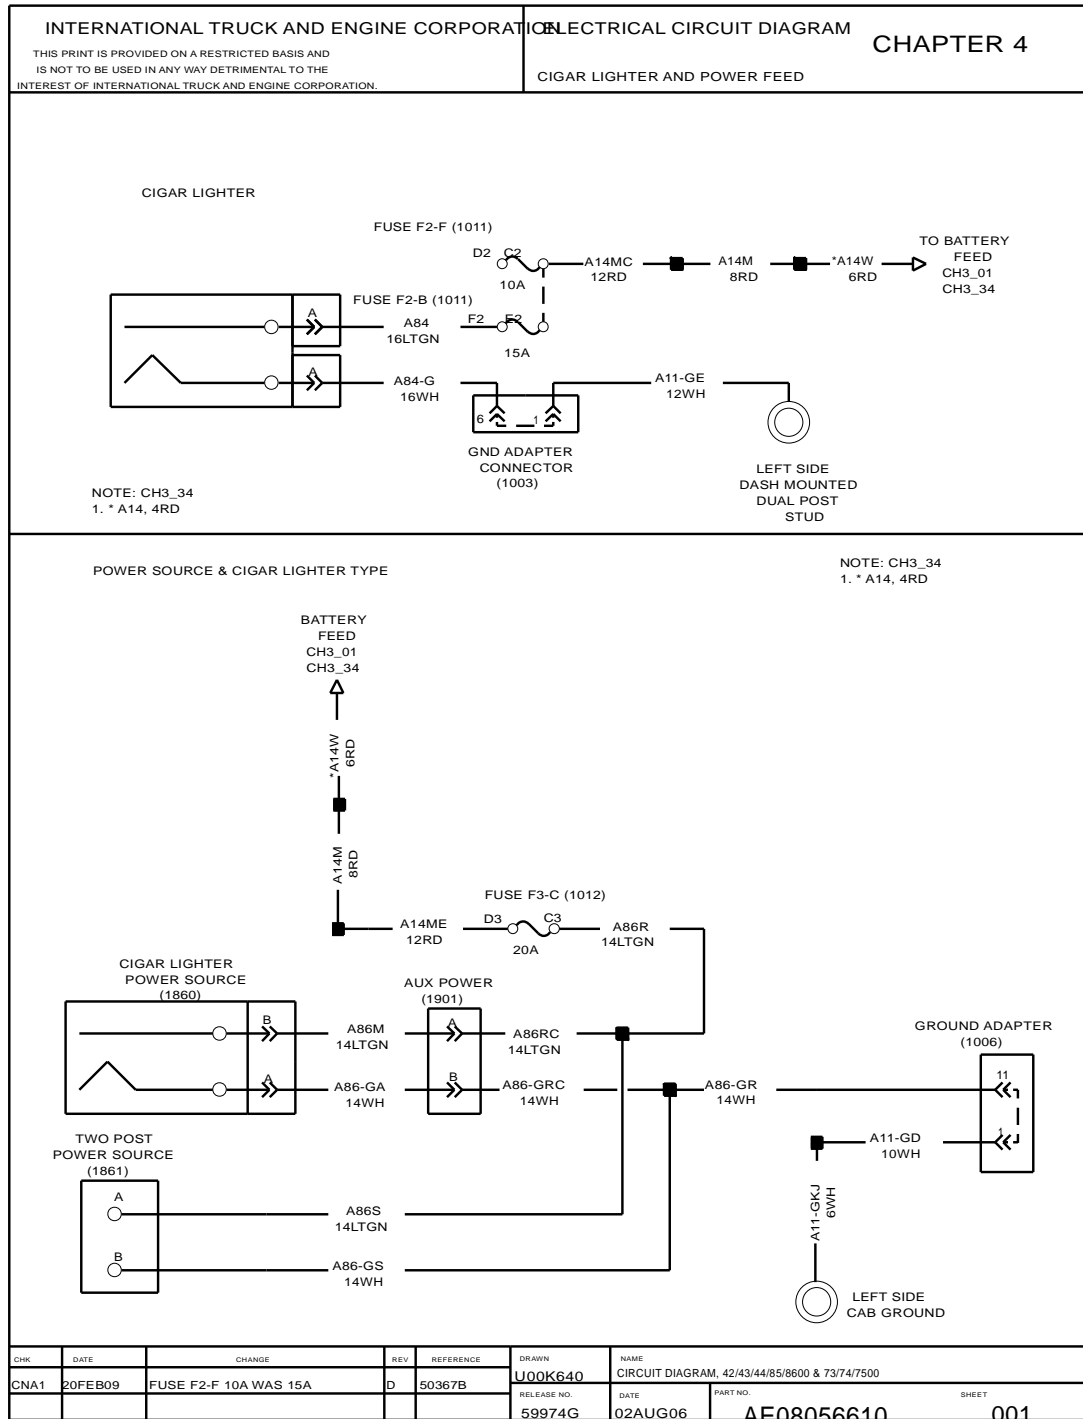 INTERNATIONAL TRUCK AND ENGINE CORPORATION
THIS PRINT IS PROVIDED ON A RESTRICTED BASIS AND
IS NOT TO BE USED IN ANY WAY DETRIMENTAL TO THE
INTEREST OF INTERNATIONAL TRUCK AND ENGINE CORPORATION.
ELECTRICAL CIRCUIT DIAGRAM
CHAPTER 4
CIGAR LIGHTER AND POWER FEED
CIGAR LIGHTER
FUSE F2-F (1011)
D2 C2
10A
A14MC
12RD
A14M
8RD
*A14W
6RD
TO BATTERY
FEED
CH3_01
CH3_34
FUSE F2-B (1011)
A
A84
16LTGN
F2 E2
15A
A
A84-G
16WH
6 1
A11-GE
12WH
GND ADAPTER
CONNECTOR
(1003)
LEFT SIDE
DASH MOUNTED
DUAL POST
STUD
NOTE: CH3_34
1. * A14, 4RD
POWER SOURCE & CIGAR LIGHTER TYPE
NOTE: CH3_34
1. * A14, 4RD
BATTERY
FEED
CH3_01
CH3_34
*A14W
6RD
A14M
8RD
FUSE F3-C (1012)
A14ME
12RD
D3 C3
20A
A86R
14LTGN
CIGAR LIGHTER
POWER SOURCE
(1860)
AUX POWER
(1901)
B
A86M
14LTGN
A
A86RC
14LTGN
A
A86-GA
14WH
B
A86-GRC
14WH
A86-GR
14WH
GROUND ADAPTER
(1006)
11
1
A11-GD
10WH
A11-GKJ
6WH
LEFT SIDE
CAB GROUND
TWO POST
POWER SOURCE
(1861)
A
A86S
14LTGN
B
A86-GS
14WH
CHK DATE CHANGE REV REFERENCE
CNA1 20FEB09 FUSE F2-F 10A WAS 15A D 50367B
DRAWN
U00K640
NAME
CIRCUIT DIAGRAM, 42/43/44/85/8600 & 73/74/7500
RELEASE NO.
59974G
DATE
02AUG06
PART NO.
AE08056610
SHEET
001